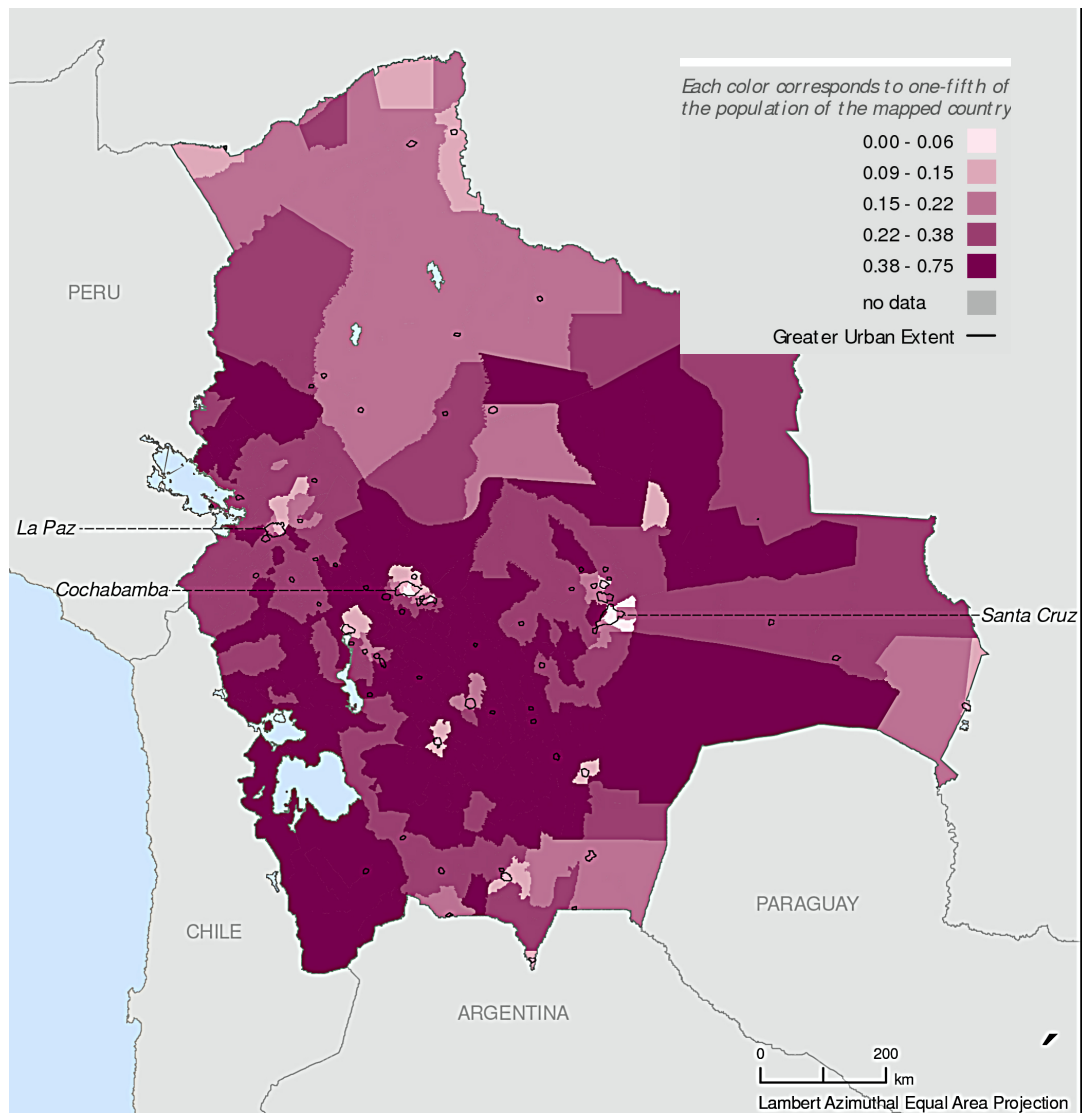 Each color corresponds to one-fifth of
the population of the mapped country
0.00 - 0.06
0.09 - 0.15
0.15 - 0.22
0.22 - 0.38
0.38 - 0.75
no data
Greater Urban Extent
PERU
La Paz
Cochabamba
Santa Cruz
PARAGUAY
CHILE
ARGENTINA
0 200
km
Lambert Azimuthal Equal Area Projection